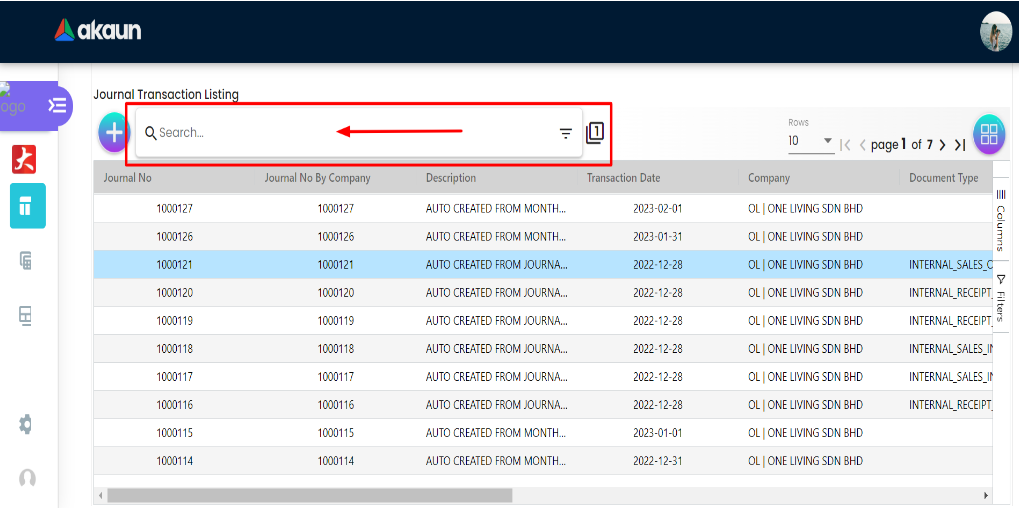 akaun
logo
Journal Transaction Listing
Search...
1
Rows
10
page 1 of 7
Journal No Journal No By Company Description Transaction Date Company Document Type
1000127 1000127 AUTO CREATED FROM MONTH... 2023-02-01 OL | ONE LIVING SDN BHD
1000126 1000126 AUTO CREATED FROM MONTH... 2023-01-31 OL | ONE LIVING SDN BHD
1000121 1000121 AUTO CREATED FROM JOURNA... 2022-12-28 OL | ONE LIVING SDN BHD INTERNAL_SALES_O
1000120 1000120 AUTO CREATED FROM JOURNA... 2022-12-28 OL | ONE LIVING SDN BHD INTERNAL_RECEIPT_
1000119 1000119 AUTO CREATED FROM JOURNA... 2022-12-28 OL | ONE LIVING SDN BHD INTERNAL_RECEIPT_
1000118 1000118 AUTO CREATED FROM JOURNA... 2022-12-28 OL | ONE LIVING SDN BHD INTERNAL_SALES_IN
1000117 1000117 AUTO CREATED FROM JOURNA... 2022-12-28 OL | ONE LIVING SDN BHD INTERNAL_SALES_IN
1000116 1000116 AUTO CREATED FROM JOURNA... 2022-12-28 OL | ONE LIVING SDN BHD INTERNAL_RECEIPT_
1000115 1000115 AUTO CREATED FROM MONTH... 2023-01-01 OL | ONE LIVING SDN BHD
1000114 1000114 AUTO CREATED FROM MONTH... 2022-12-31 OL | ONE LIVING SDN BHD
Columns
Filters